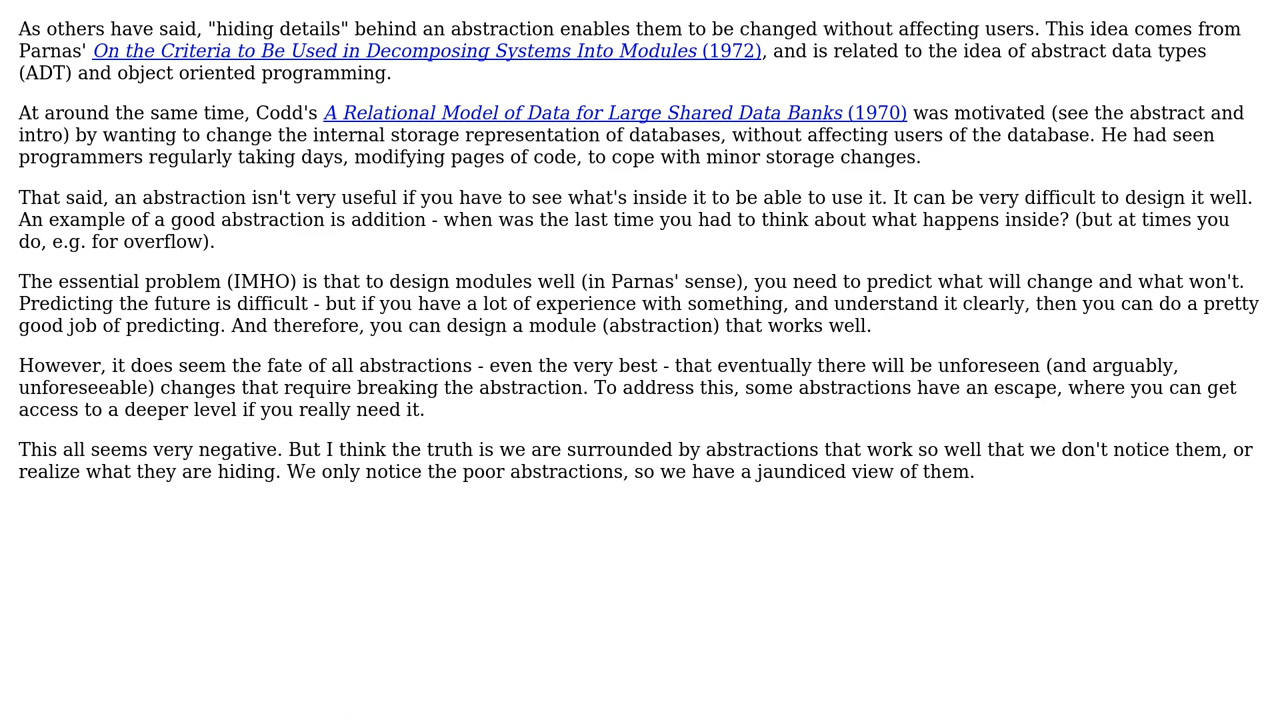 As others have said, "hiding details" behind an abstraction enables them to be changed without affecting users. This idea comes from
Parnas' On the Criteria to Be Used in Decomposing Systems Into Modules (1972), and is related to the idea of abstract data types
(ADT) and object oriented programming.
At around the same time, Codd's A Relational Model of Data for Large Shared Data Banks (1970) was motivated (see the abstract and
intro) by wanting to change the internal storage representation of databases, without affecting users of the database. He had seen
programmers regularly taking days, modifying pages of code, to cope with minor storage changes.
That said, an abstraction isn't very useful if you have to see what's inside it to be able to use it. It can be very difficult to design it well.
An example of a good abstraction is addition - when was the last time you had to think about what happens inside? (but at times you
do, e.g. for overflow).
The essential problem (IMHO) is that to design modules well (in Parnas' sense), you need to predict what will change and what won't.
Predicting the future is difficult - but if you have a lot of experience with something, and understand it clearly, then you can do a pretty
good job of predicting. And therefore, you can design a module (abstraction) that works well.
However, it does seem the fate of all abstractions - even the very best - that eventually there will be unforeseen (and arguably,
unforeseeable) changes that require breaking the abstraction. To address this, some abstractions have an escape, where you can get
access to a deeper level if you really need it.
This all seems very negative. But I think the truth is we are surrounded by abstractions that work so well that we don't notice them, or
realize what they are hiding. We only notice the poor abstractions, so we have a jaundiced view of them.